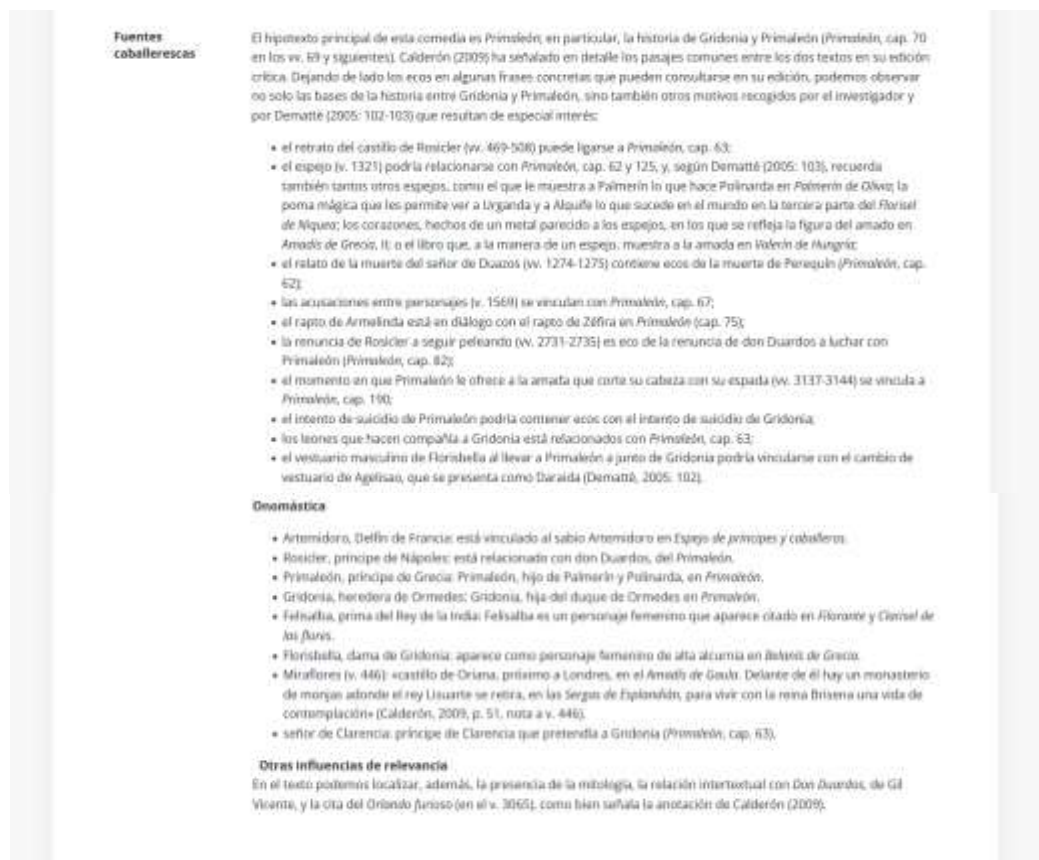 Fuentes
caballerescas
El hipotexto principal de esta comedia es Primaleón; en particular, la historia de Gridonia y Primaleón (Primaleón, cap. 70
en los vv. 69 y siguientes). Calderón (2009) ha señalado en detalle los pasajes comunes entre los dos textos en su edición
crítica. Dejando de lado los ecos en algunas frases concretas que pueden consultarse en su edición, podemos observar
no solo las bases de la historia entre Gridonia y Primaleón, sino también otros motivos recogidos por el investigador y
por Demattè (2005: 102-103) que resultan de especial interés:
• el retrato del castillo de Rosicler (vv. 469-508) puede ligarse a Primaleón, cap. 63;
• el espejo (v. 1321) podría relacionarse con Primaleón, cap. 62 y 125, y, según Demattè (2005: 103), recuerda
también tantos otros espejos, como el que le muestra a Palmerín lo que hace Polinarda en Palmerín de Olivia; la
poma mágica que les permite ver a Urganda y a Alquife lo que sucede en el mundo en la tercera parte del Florisel
de Niquea; los corazones, hechos de un metal parecido a los espejos, en los que se refleja la figura del amado en
Amadís de Grecia, II; o el libro que, a la manera de un espejo, muestra a la amada en Valerín de Hungría;
• el relato de la muerte del señor de Duazos (vv. 1274-1275) contiene ecos de la muerte de Perequín (Primaleón, cap.
62);
• las acusaciones entre personajes (v. 1569) se vinculan con Primaleón, cap. 67;
• el rapto de Armelinda está en diálogo con el rapto de Zéfira en Primaleón (cap. 75);
• la renuncia de Rosicler a seguir peleando (vv. 2731-2735) es eco de la renuncia de don Duardos a luchar con
Primaleón (Primaleón, cap. 82);
• el momento en que Primaleón le ofrece a la amada que corte su cabeza con su espada (vv. 3137-3144) se vincula a
Primaleón, cap. 190;
• el intento de suicidio de Primaleón podría contener ecos con el intento de suicidio de Gridonia;
• los leones que hacen compañía a Gridonia está relacionados con Primaleón, cap. 63;
• el vestuario masculino de Florisbella al llevar a Primaleón a junto de Gridonia podría vincularse con el cambio de
vestuario de Agelisao, que se presenta como Daraida (Demattè, 2005: 102).
Onomástica
• Artemidoro, Delfín de Francia: está vinculado al sabio Artemidoro en Espejo de príncipes y caballeros.
• Rosicler, príncipe de Nápoles: está relacionado con don Duardos, del Primaleón.
• Primaleón, príncipe de Grecia: Primaleón, hijo de Palmerín y Polinarda, en Primaleón.
• Gridonia, heredera de Ormedes: Gridonia, hija del duque de Ormedes en Primaleón.
• Felisalba, prima del Rey de la India: Felisalba es un personaje femenino que aparece citado en Filorante y Clarisel de
las flores.
• Florisbella, dama de Gridonia: aparece como personaje femenino de alta alcurnia en Belianís de Grecia.
• Miraflores (v. 446): «castillo de Oriana, próximo a Londres, en el Amadís de Gaula. Delante de él hay un monasterio
de monjas adonde el rey Lisuarte se retira, en las Sergas de Esplandián, para vivir con la reina Brisena una vida de
contemplación» (Calderón, 2009, p. 51, nota a v. 446).
• señor de Clarencia: príncipe de Clarencia que pretendía a Gridonia (Primaleón, cap. 63).
Otras influencias de relevancia
En el texto podemos localizar, además, la presencia de la mitología, la relación intertextual con Don Duardos, de Gil
Vicente, y la cita del Orlando furioso (en el v. 3065), como bien señala la anotación de Calderón (2009).